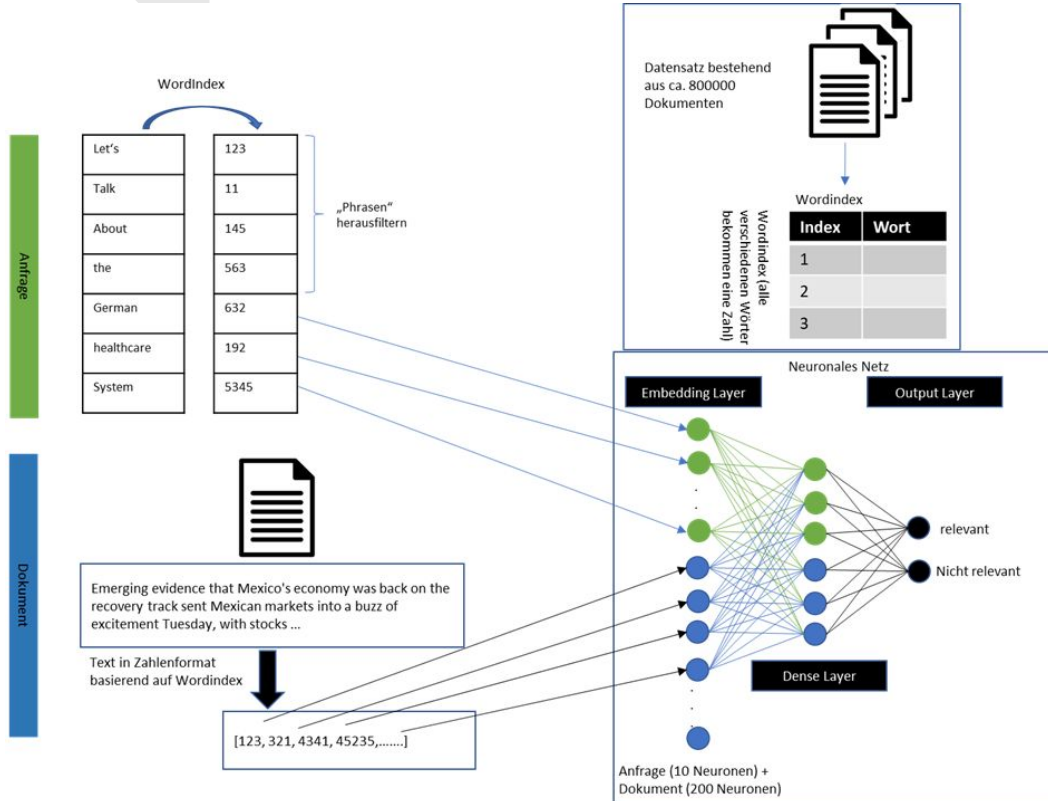 WordIndex
Anfrage
Let's
123
Talk
11
About
145
the
563
German
632
healthcare
192
System
5345
„Phrasen“
herausfiltern
Datensatz bestehend
aus ca. 800000
Dokumenten
Wordindex
Wordindex (alle
verschiedenen Wörter
bekommen eine Zahl)
Index Wort
1
2
3
Dokument
Emerging evidence that Mexico's economy was back on the
recovery track sent Mexican markets into a buzz of
excitement Tuesday, with stocks ...
Text in Zahlenformat
basierend auf Wordindex
[123, 321, 4341, 45235,.......]
Neuronales Netz
Embedding Layer
Output Layer
relevant
Nicht relevant
Dense Layer
Anfrage (10 Neuronen) +
Dokument (200 Neuronen)